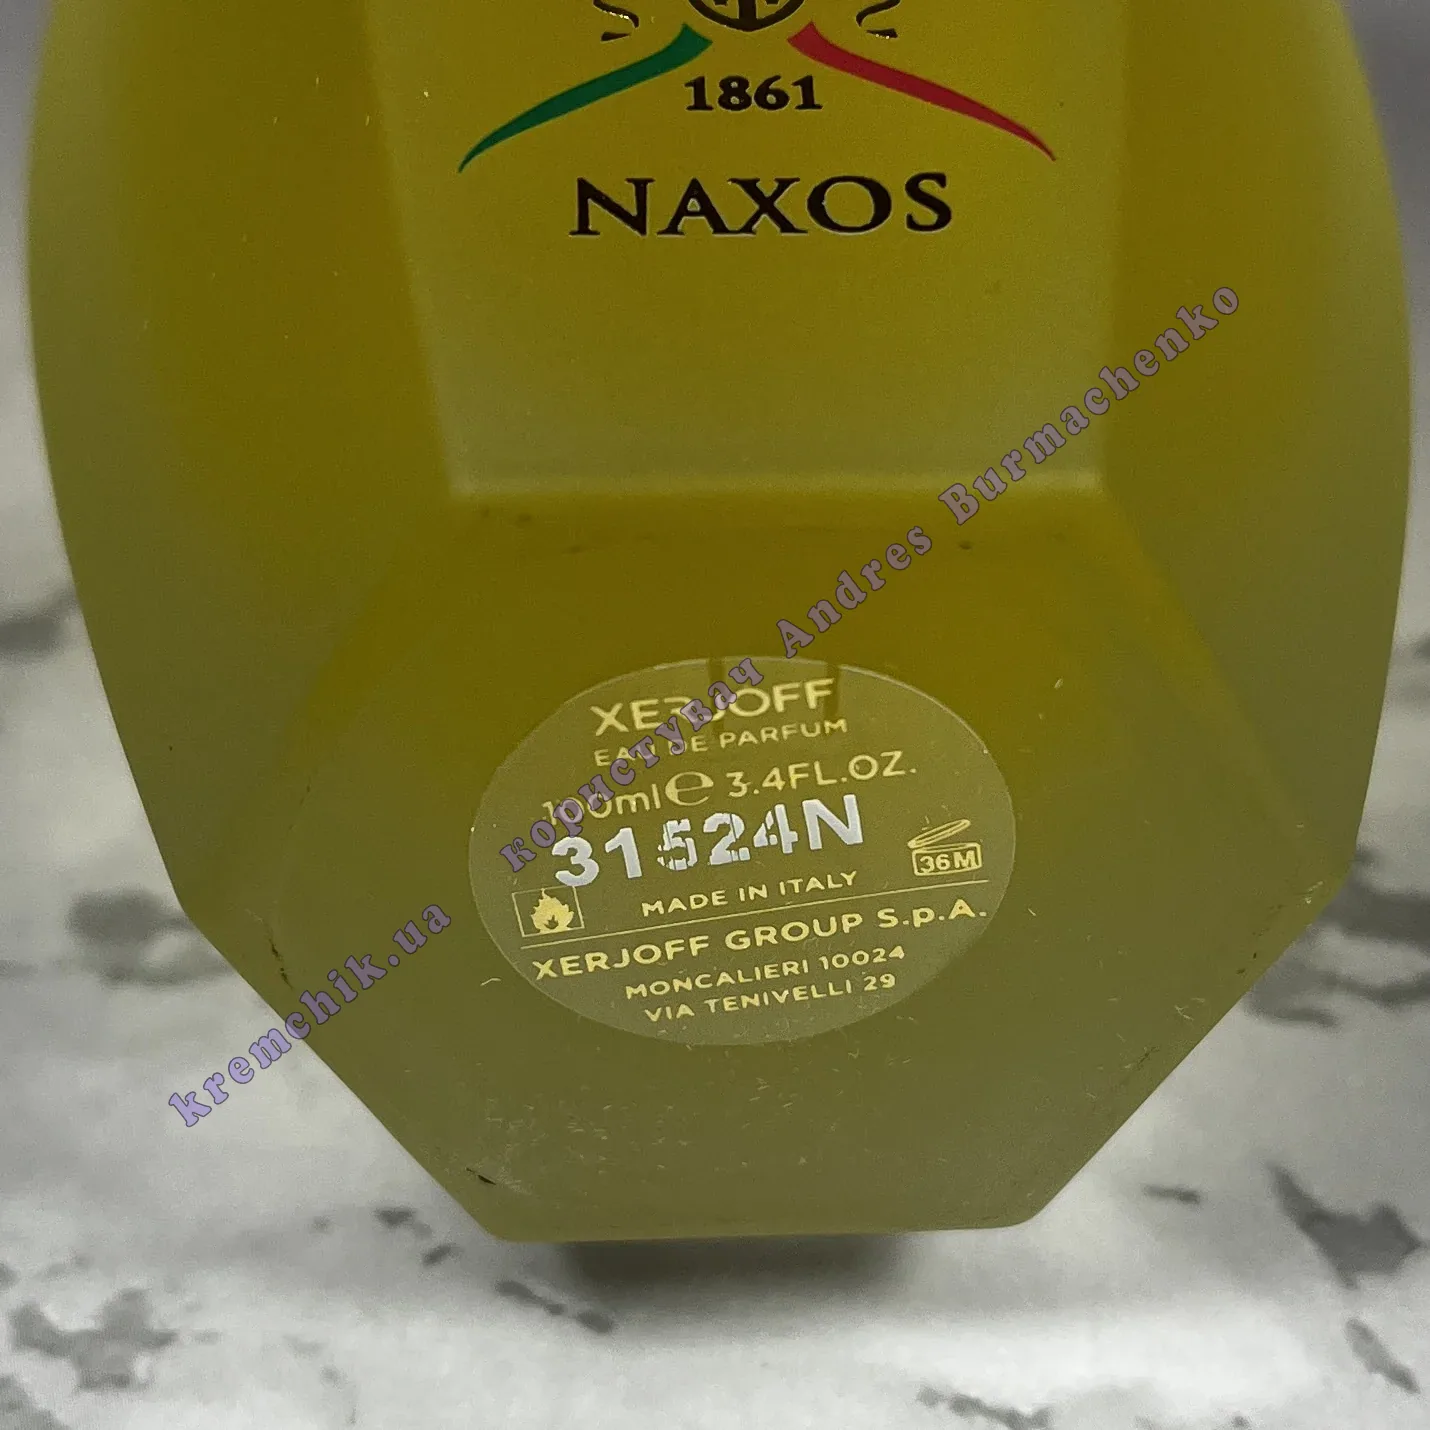 1861
NAXOS
XERJOFF
EAU DE PARFUM
100ml ℮ 3.4FL.OZ.
31524N
36M
MADE IN ITALY
XERJOFF GROUP S.p.A.
MONCALIERI 10024
VIA TENIVELLI 29
kremchik.ua користувач Andres Burmachenko